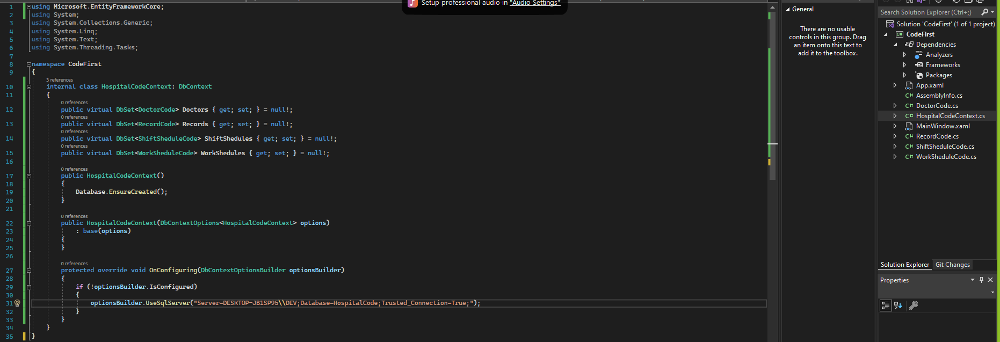 Setup professional audio in "Audio Settings"
1 using Microsoft.EntityFrameworkCore;
2 using System;
3 using System.Collections.Generic;
4 using System.Linq;
5 using System.Text;
6 using System.Threading.Tasks;
7
8 namespace CodeFirst
9 {
3 references
10 internal class HospitalCodeContext: DbContext
11 {
0 references
12 public virtual DbSet<DoctorCode> Doctors { get; set; } = null!;
0 references
13 public virtual DbSet<RecordCode> Records { get; set; } = null!;
0 references
14 public virtual DbSet<ShiftSheduleCode> ShiftShedules { get; set; } = null!;
0 references
15 public virtual DbSet<WorkSheduleCode> WorkShedules { get; set; } = null!;
16
0 references
17 public HospitalCodeContext()
18 {
19 Database.EnsureCreated();
20 }
21
0 references
22 public HospitalCodeContext(DbContextOptions<HospitalCodeContext> options)
23 : base(options)
24 {
25 }
26
0 references
27 protected override void OnConfiguring(DbContextOptionsBuilder optionsBuilder)
28 {
29 if (!optionsBuilder.IsConfigured)
30 {
31 optionsBuilder.UseSqlServer("Server=DESKTOP-JB1SP95\\DEV;Database=HospitalCode;Trusted_Connection=True;");
32 }
33 }
34 }
35 }
General
There are no usable
controls in this group. Drag
an item onto this text to
add it to the toolbox.
Search Solution Explorer (Ctrl+;)
Solution 'CodeFirst' (1 of 1 project)
C# CodeFirst
Dependencies
Analyzers
Frameworks
Packages
App.xaml
C# AssemblyInfo.cs
C# DoctorCode.cs
C# HospitalCodeContext.cs
MainWindow.xaml
C# RecordCode.cs
C# ShiftSheduleCode.cs
C# WorkSheduleCode.cs
Solution Explorer Git Changes
Properties